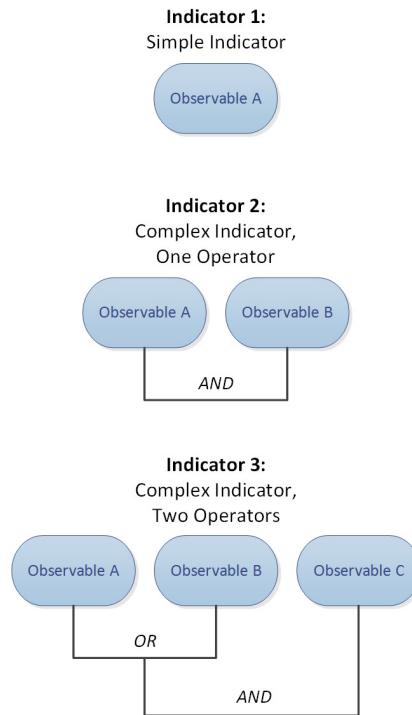 Indicator 1:
Simple Indicator
Observable A
Indicator 2:
Complex Indicator,
One Operator
Observable A
Observable B
AND
Indicator 3:
Complex Indicator,
Two Operators
Observable A
Observable B
Observable C
OR
AND